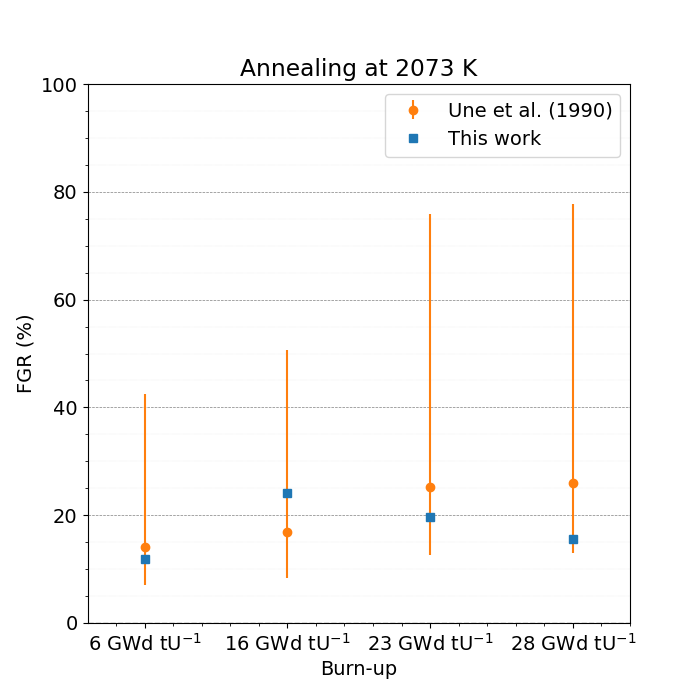 Annealing at 2073 K
100
80
60
40
20
0
FGR (%)
Une et al. (1990)
This work
6 GWd tU⁻¹ 16 GWd tU⁻¹ 23 GWd tU⁻¹ 28 GWd tU⁻¹
Burn-up